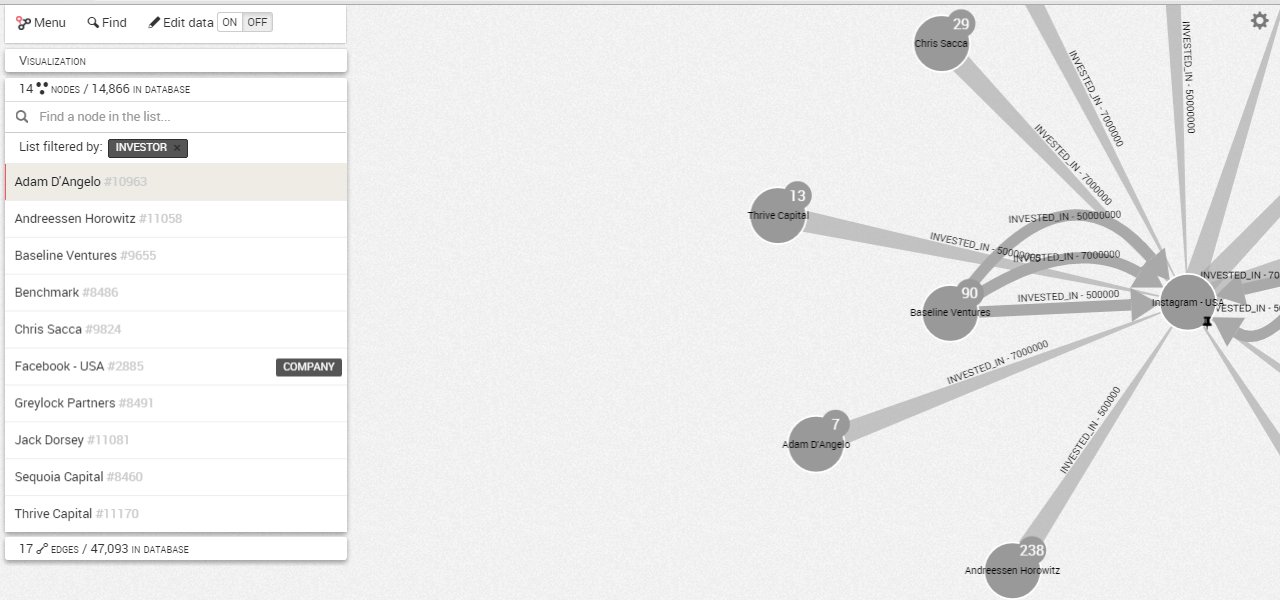 Menu Find Edit data ON OFF
VISUALIZATION
14 NODES / 14,866 IN DATABASE
Find a node in the list...
List filtered by: INVESTOR ×
Adam D'Angelo #10963
Andreessen Horowitz #11058
Baseline Ventures #9655
Benchmark #8486
Chris Sacca #9824
Facebook - USA #2885 COMPANY
Greylock Partners #8491
Jack Dorsey #11081
Sequoia Capital #8460
Thrive Capital #11170
17 EDGES / 47,093 IN DATABASE
29
Chris Sacca
INVESTED_IN - 7000000
INVESTED_IN - 50000000
INVESTED_IN - 7000000
13
Thrive Capital
INVESTED_IN - 50000000
INVESTED_IN - 50000000
INVESTED_IN - 7000000
90
Baseline Ventures
INVESTED_IN - 500000
INVESTED_IN - 70
Instagram - USA
VESTED_IN - 50
INVESTED_IN - 7000000
7
Adam D'Angelo
INVESTED_IN - 500000
238
Andreessen Horowitz